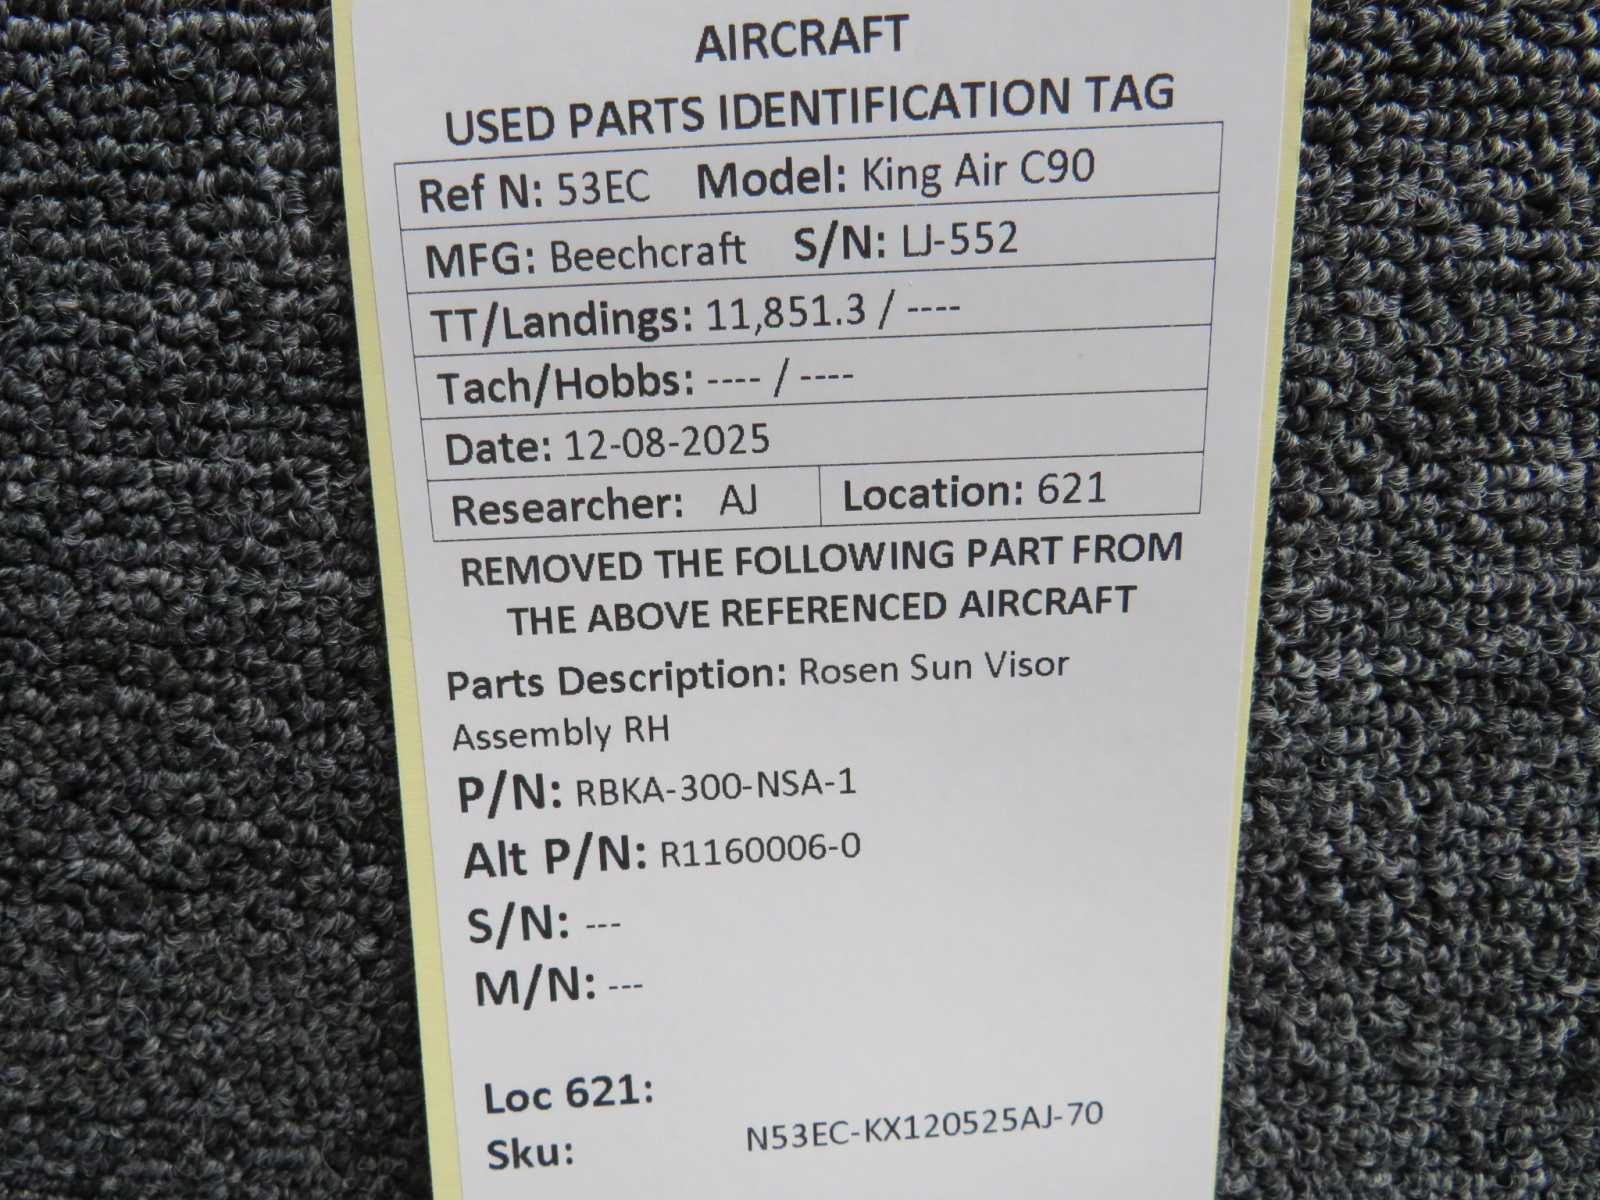 AIRCRAFT
USED PARTS IDENTIFICATION TAG
Ref N: 53EC Model: King Air C90
MFG: Beechcraft S/N: LJ-552
TT/Landings: 11,851.3 / ----
Tach/Hobbs: ---- / ----
Date: 12-08-2025
Researcher: AJ Location: 621
REMOVED THE FOLLOWING PART FROM
THE ABOVE REFERENCED AIRCRAFT
Parts Description: Rosen Sun Visor
Assembly RH
P/N: RBKA-300-NSA-1
Alt P/N: R1160006-0
S/N: ---
M/N: ---
Loc 621:
Sku: N53EC-KX120525AJ-70